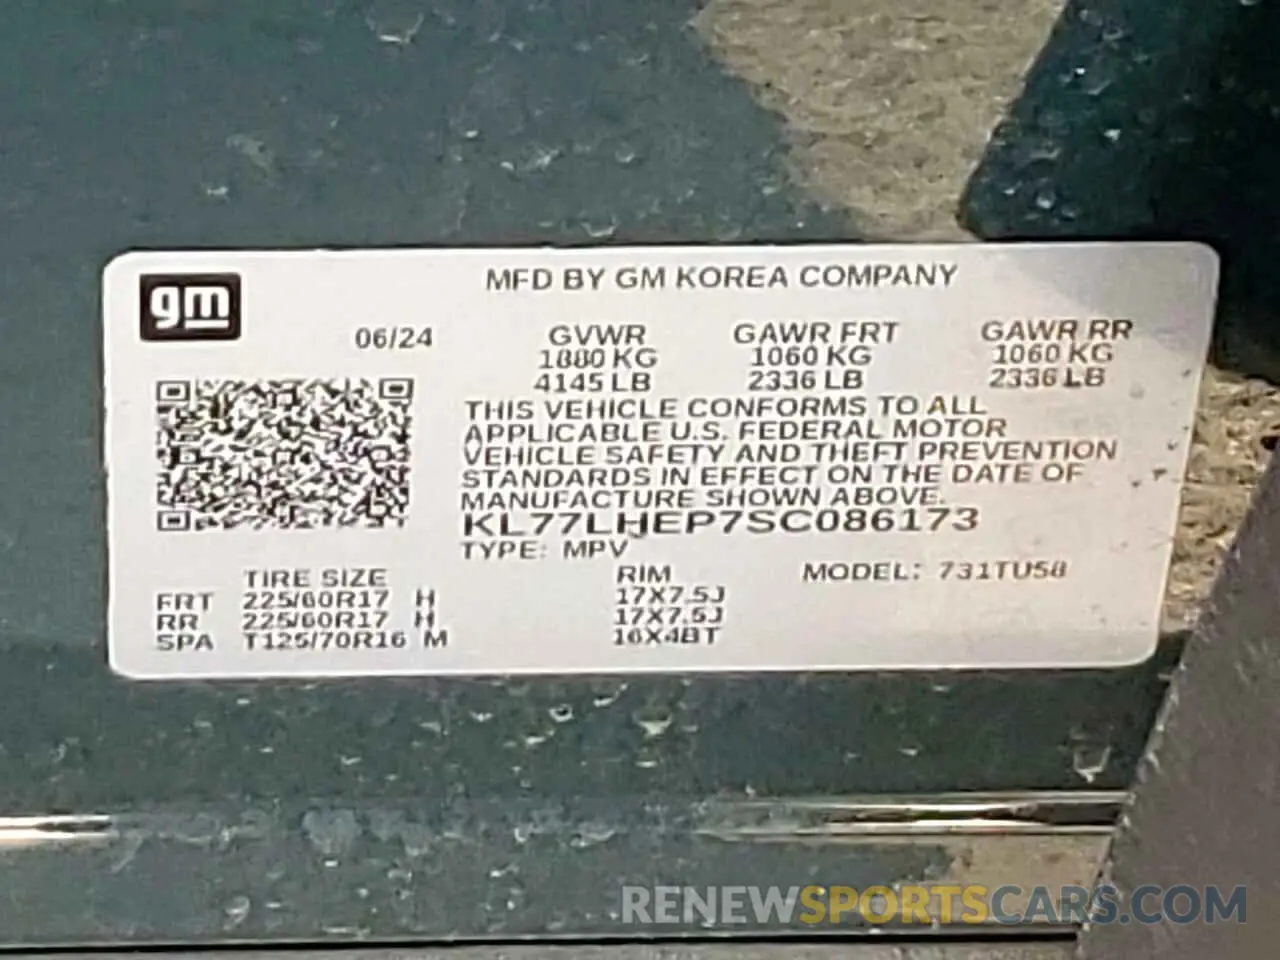 MFD BY GM KOREA COMPANY
gm
06/24 GVWR GAWR FRT GAWR RR
1880 KG 1060 KG 1060 KG
4145 LB 2336 LB 2336 LB
THIS VEHICLE CONFORMS TO ALL
APPLICABLE U.S. FEDERAL MOTOR
VEHICLE SAFETY AND THEFT PREVENTION
STANDARDS IN EFFECT ON THE DATE OF
MANUFACTURE SHOWN ABOVE.
KL77LHEP7SC086173
TYPE: MPV
TIRE SIZE RIM MODEL: 731TU58
FRT 225/60R17 H 17X7.5J
RR 225/60R17 H 17X7.5J
SPA T125/70R16 M 16X4BT
RENEWSPORTSCARS.COM